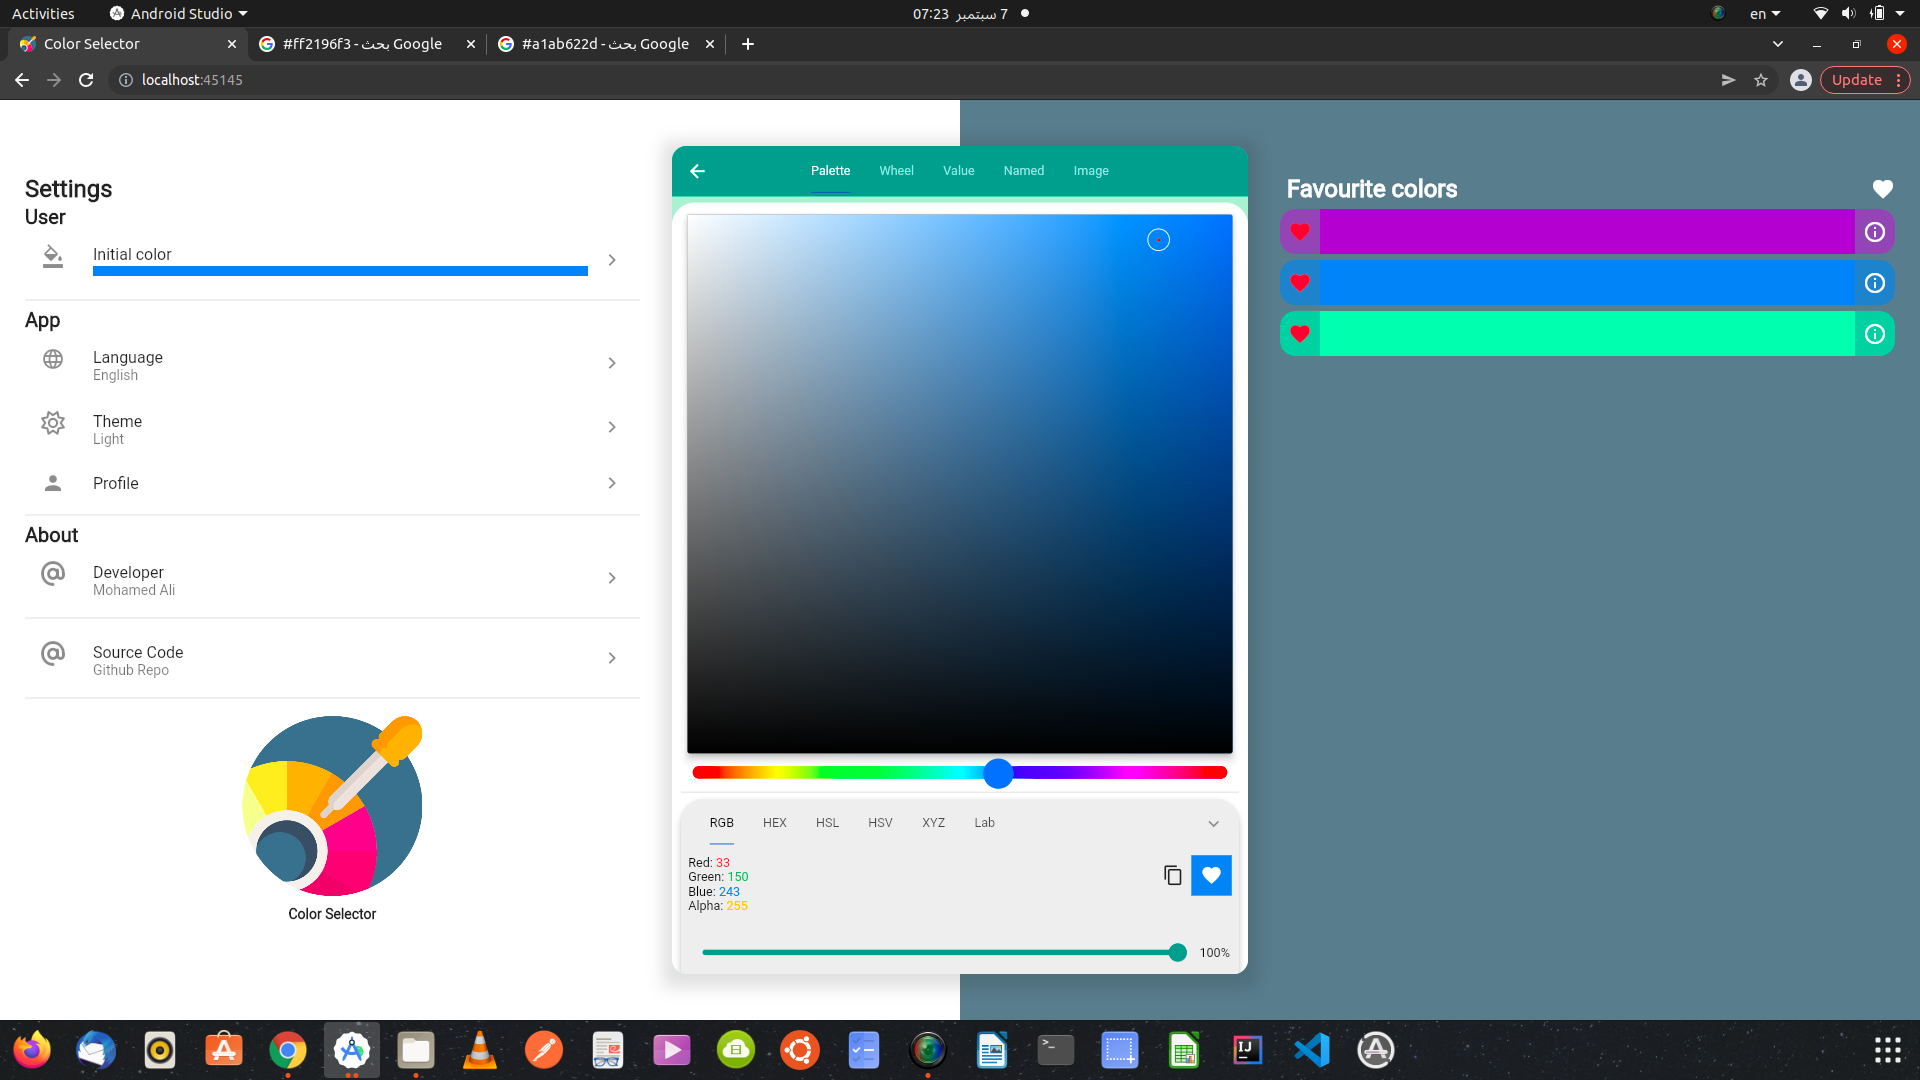 Activities
Android Studio
07:23 7 سبتمبر
en
Color Selector
#ff2196f3 - بحث Google
#a1ab622d - بحث Google
localhost:45145
Update
Settings
User
Initial color
App
Language
English
Theme
Light
Profile
About
Developer
Mohamed Ali
Source Code
Github Repo
Color Selector
Palette
Wheel
Value
Named
Image
RGB
HEX
HSL
HSV
XYZ
Lab
Red: 33
Green: 150
Blue: 243
Alpha: 255
100%
Favourite colors
IJ